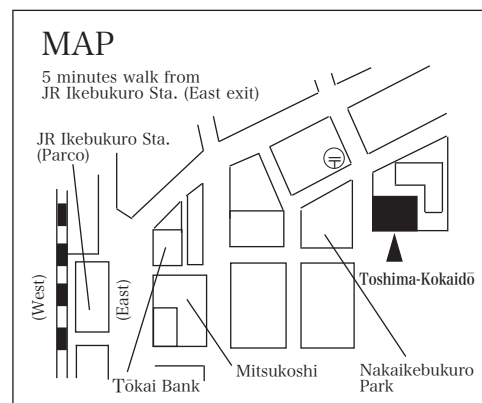 MAP
5 minutes walk from
JR Ikebukuro Sta. (East exit)
JR Ikebukuro Sta.
(Parco)
(West)
(East)
Toshima-Kokaidō
Tōkai Bank
Mitsukoshi
Nakaikebukuro
Park